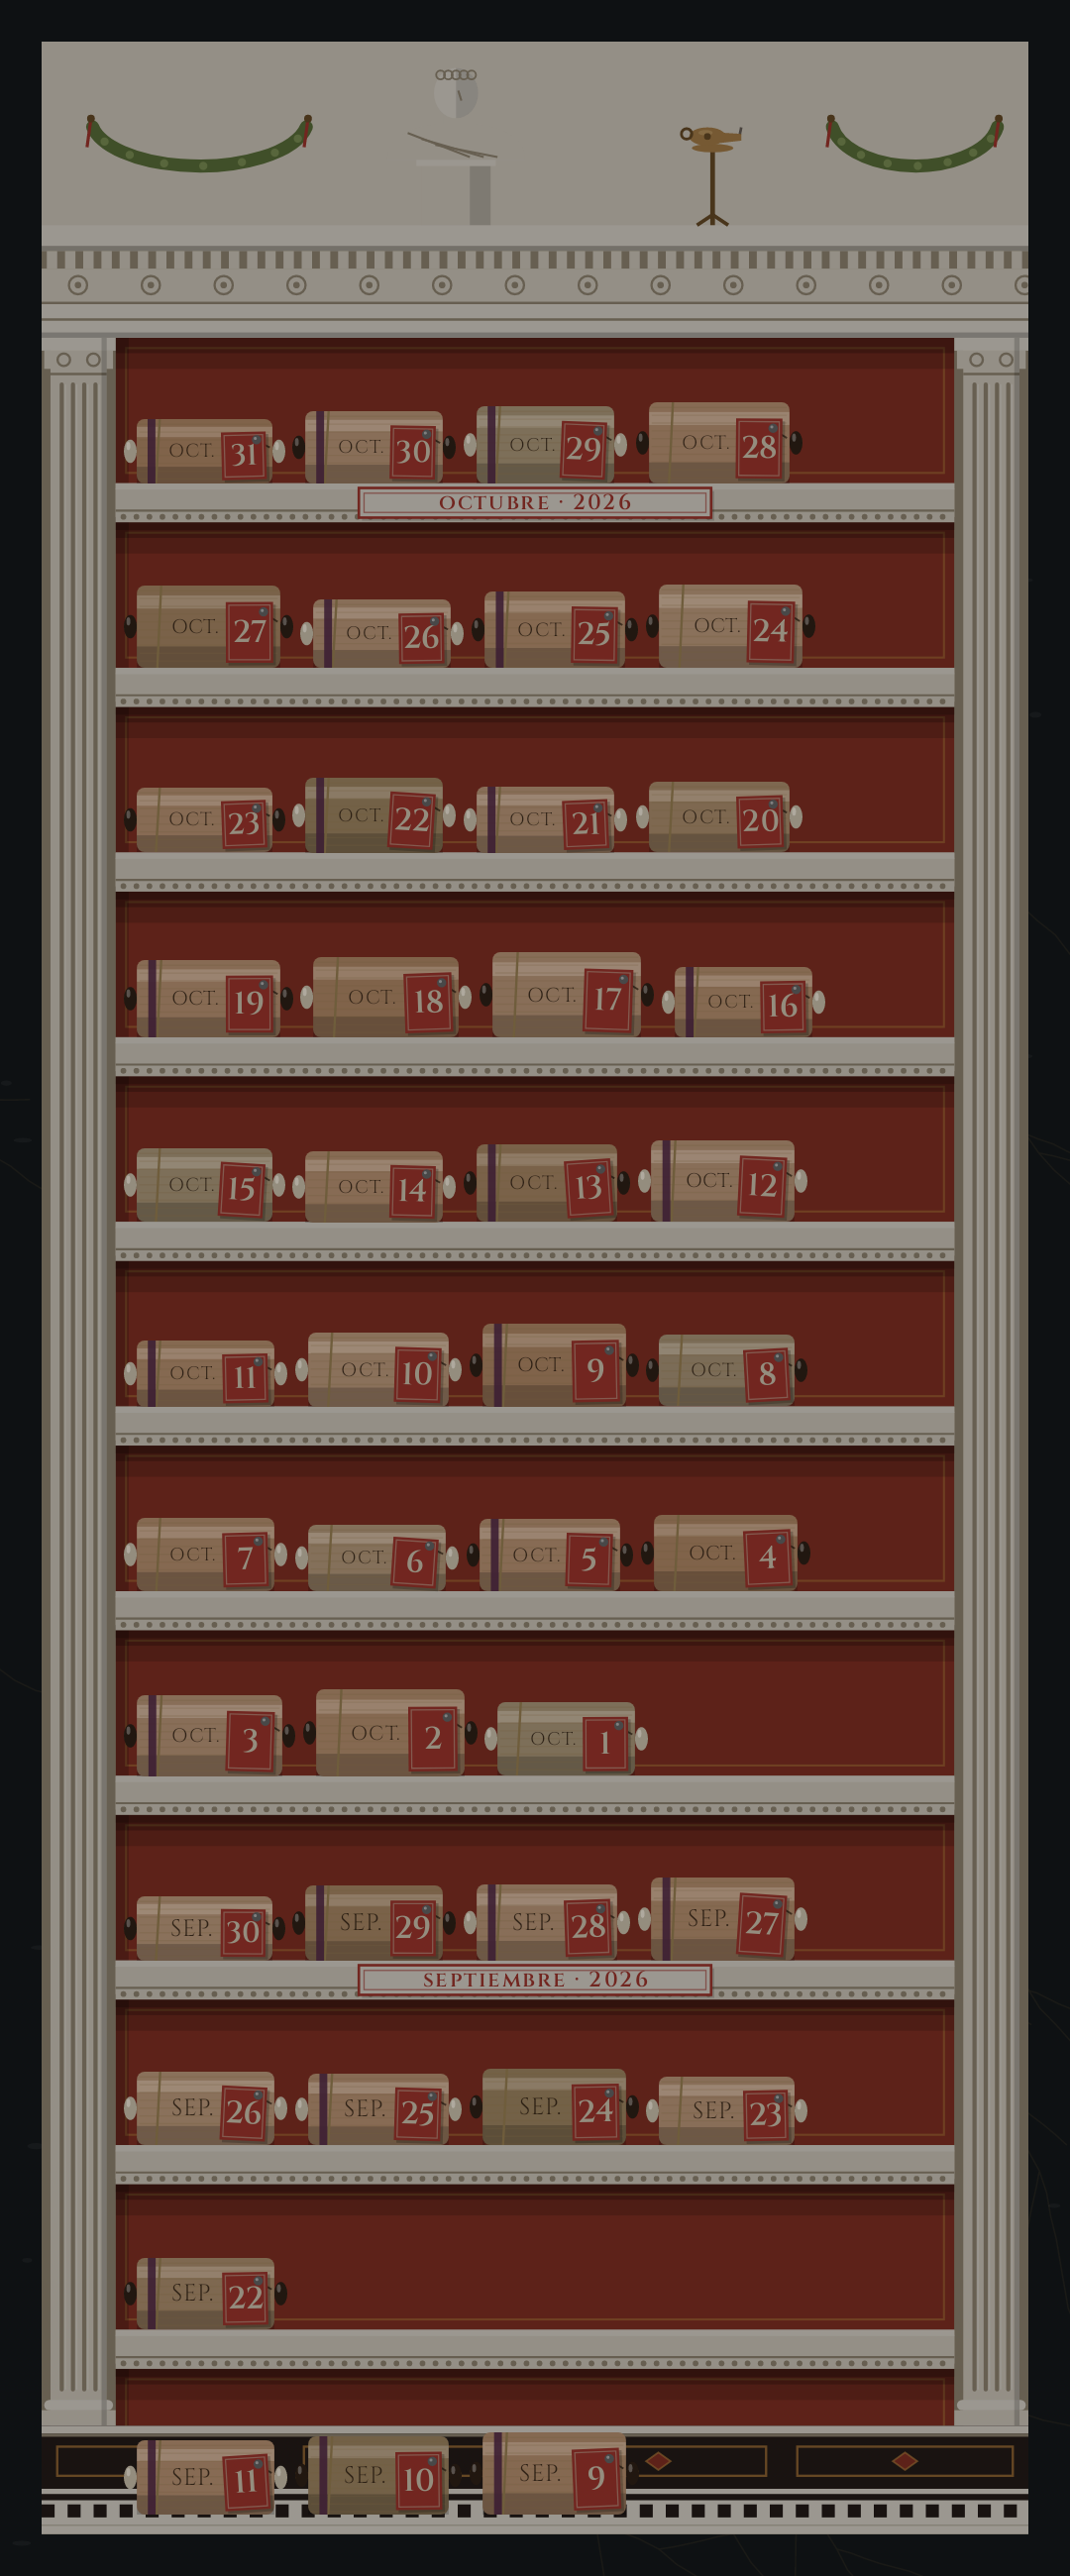 OCT. 31 OCT. 30 OCT. 29 OCT. 28
OCTUBRE · 2026
OCT. 27 OCT. 26 OCT. 25 OCT. 24
OCT. 23 OCT. 22 OCT. 21 OCT. 20
OCT. 19 OCT. 18 OCT. 17 OCT. 16
OCT. 15 OCT. 14 OCT. 13 OCT. 12
OCT. 11 OCT. 10 OCT. 9 OCT. 8
OCT. 7 OCT. 6 OCT. 5 OCT. 4
OCT. 3 OCT. 2 OCT. 1
SEP. 30 SEP. 29 SEP. 28 SEP. 27
SEPTIEMBRE · 2026
SEP. 26 SEP. 25 SEP. 24 SEP. 23
SEP. 22
SEP. 11 SEP. 10 SEP. 9